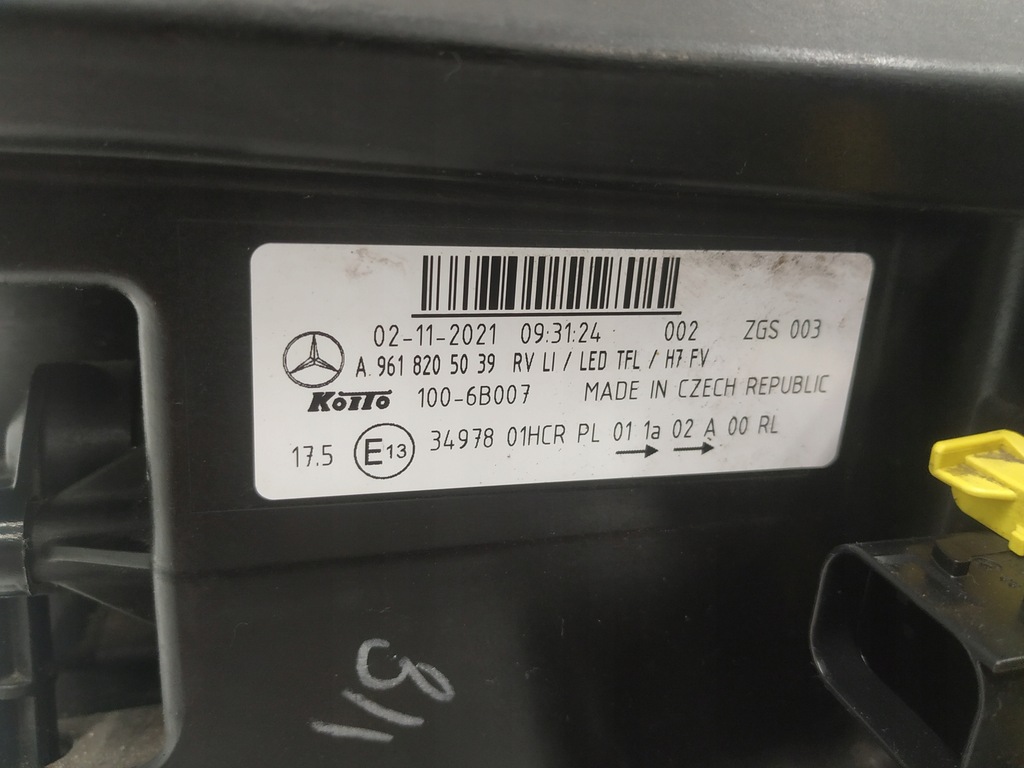 02-11-2021 09:31:24 002 ZGS 003
A 961 820 50 39 RV LI / LED TFL / H7 FV
KOITO 100-6B007 MADE IN CZECH REPUBLIC
17.5 E13 34978 01HCR PL 01 1a 02 A 00 RL